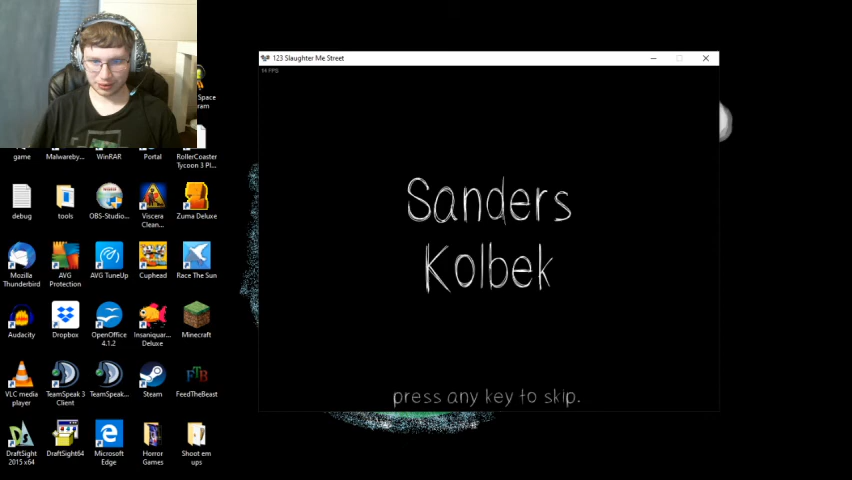 123 Slaughter Me Street
Space
ram
game
Malwareby...
WinRAR
Portal
RollerCoaster
Tycoon 3 Pl...
debug
tools
OBS-Studio...
Viscera
Clean...
Zuma Deluxe
Mozilla
Thunderbird
AVG
Protection
AVG TuneUp
Cuphead
Race The Sun
Audacity
Dropbox
OpenOffice
4.1.2
Insaniquar...
Deluxe
Minecraft
VLC media
player
TeamSpeak 3
Client
TeamSpeak...
Steam
FTB
FeedTheBeast
DraftSight
2015 x64
DraftSight64
Microsoft
Edge
Horror
Games
Shoot em
ups
Sanders
Kolbek
press any key to skip.